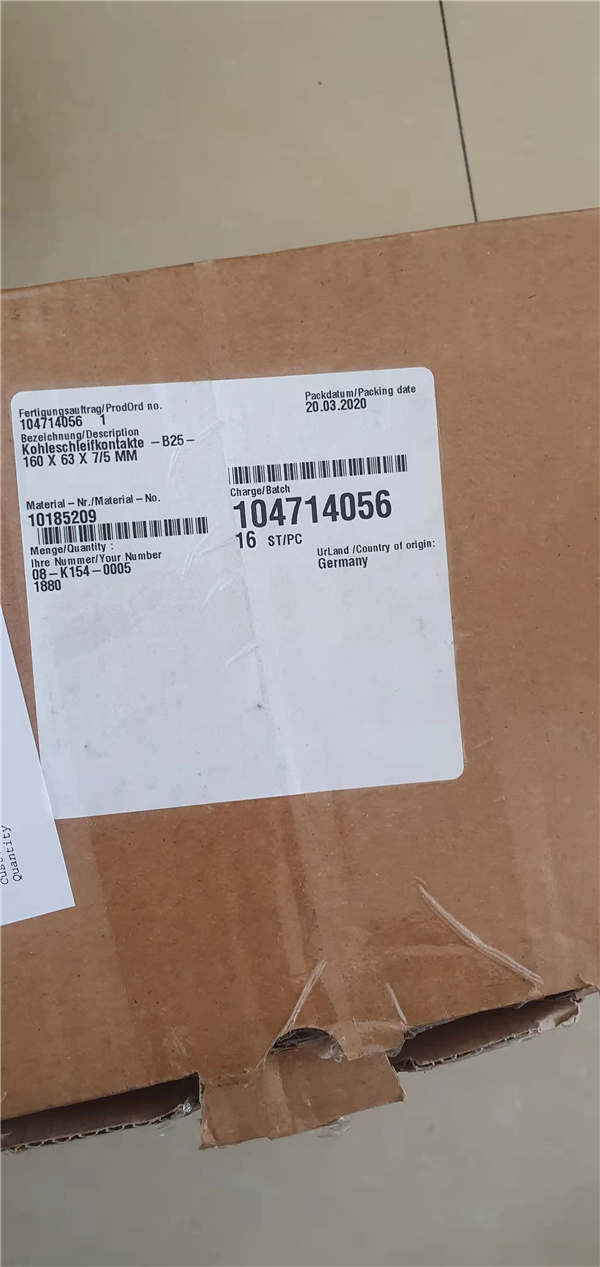 Fertigungsauftrag/ProdOrd no.
104714056 1
Packdatum/Packing date
20.03.2020
Bezeichnung/Description
Kohleschleifkontakte -B25-
160 X 63 X 7/5 MM
Material-Nr./Material-No.
10185209
Charge/Batch
104714056
Menge/Quantity :
16 ST/PC
Ihre Nummer/Your Number
08-K154-0005
1880
UrLand /Country of origin:
Germany
Quantity